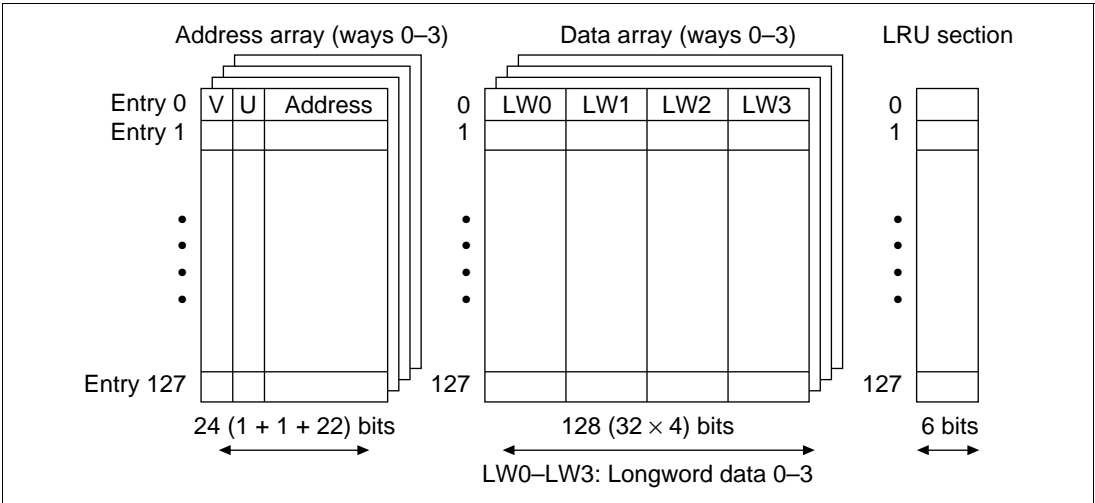 Address array (ways 0–3)
Data array (ways 0–3)
LRU section
Entry 0 V U Address 0 LW0 LW1 LW2 LW3 0
Entry 1 1 1
Entry 127 127 127
24 (1 + 1 + 22) bits
128 (32 × 4) bits
6 bits
LW0–LW3: Longword data 0–3